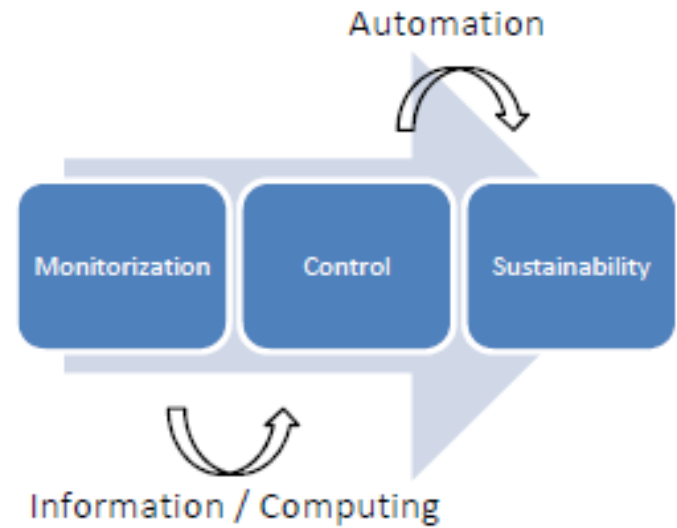 Automation
Monitorization
Control
Sustainability
Information / Computing